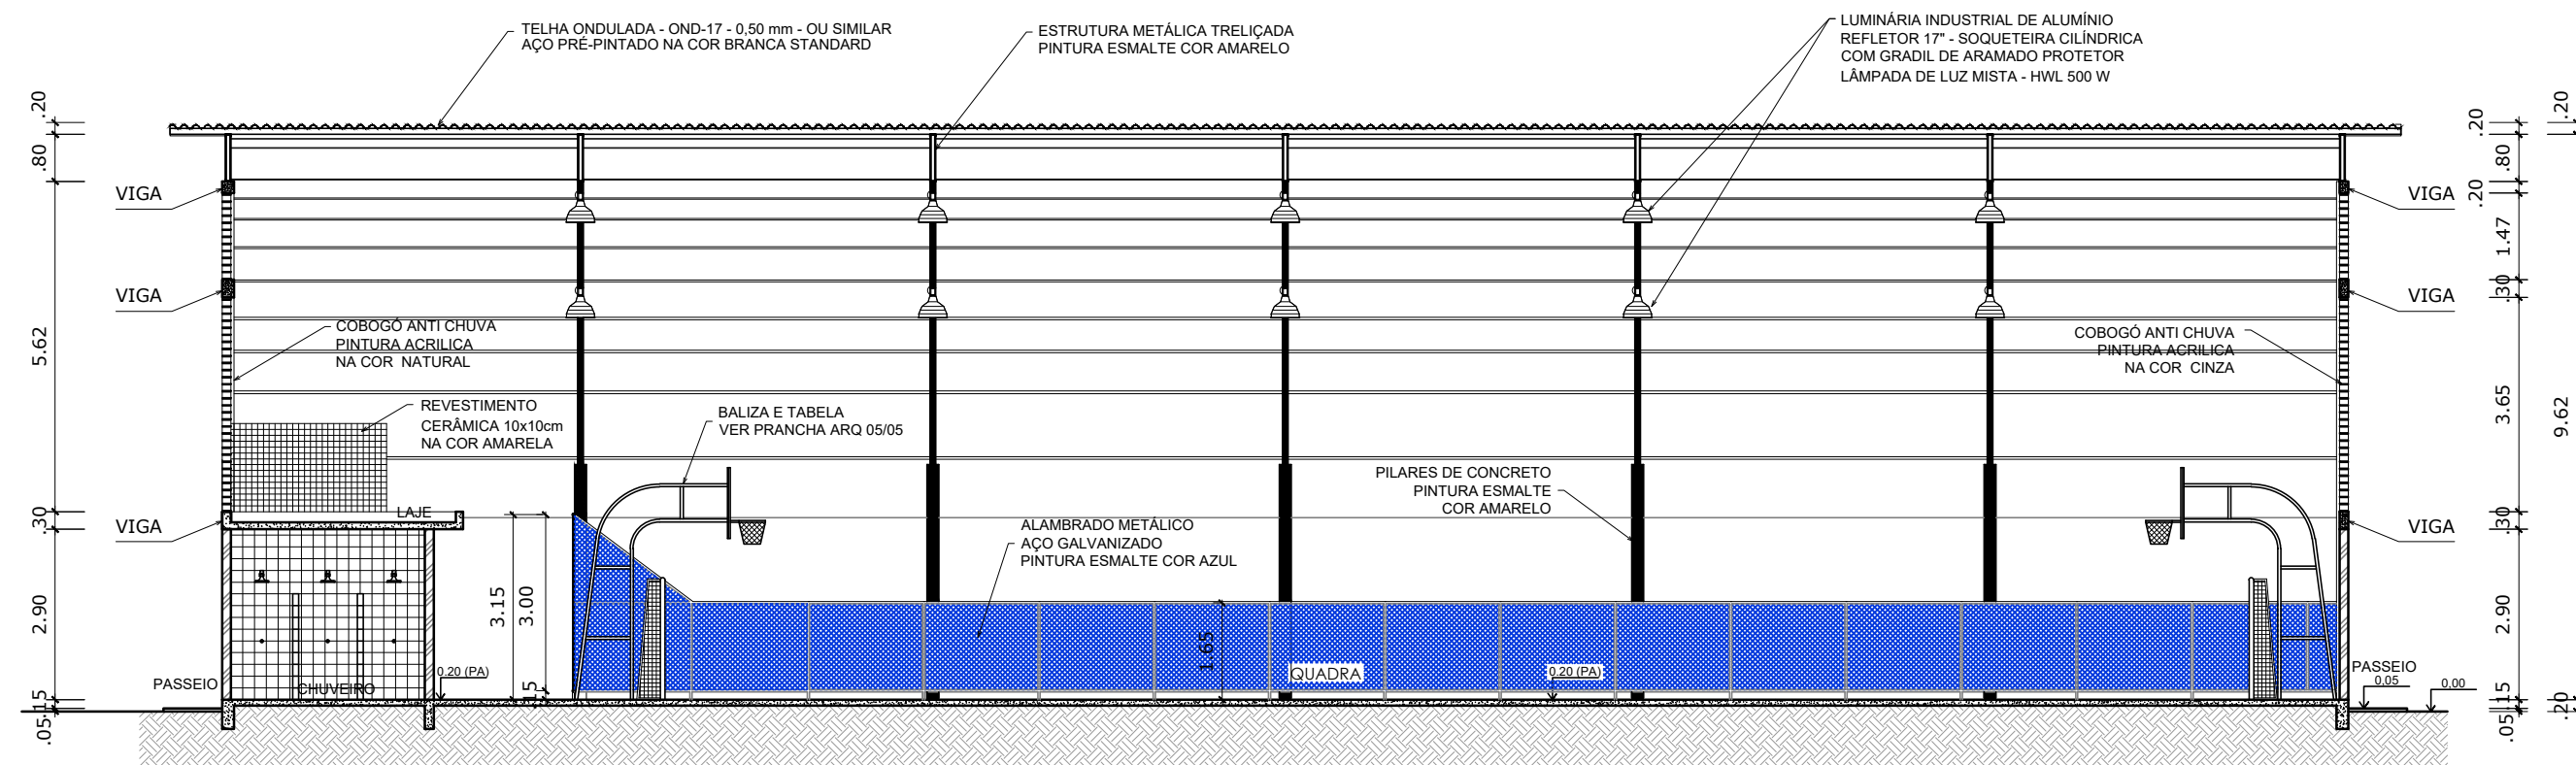 TELHA ONDULADA - OND-17 - 0,50 mm - OU SIMILAR
AÇO PRÉ-PINTADO NA COR BRANCA STANDARD
ESTRUTURA METÁLICA TRELIÇADA
PINTURA ESMALTE COR AMARELO
LUMINÁRIA INDUSTRIAL DE ALUMÍNIO
REFLETOR 17" - SOQUETEIRA CILÍNDRICA
COM GRADIL DE ARAMADO PROTETOR
LÂMPADA DE LUZ MISTA - HWL 500 W
.20
.80
5.62
.30
2.90
.15
.05
VIGA
VIGA
VIGA
COBOGÓ ANTI CHUVA
PINTURA ACRILICA
NA COR NATURAL
REVESTIMENTO
CERÂMICA 10x10cm
NA COR AMARELA
LAJE
CHUVEIRO
PASSEIO
0.20 (PA)
BALIZA E TABELA
VER PRANCHA ARQ 05/05
3.15
3.00
.15
ALAMBRADO METÁLICO
AÇO GALVANIZADO
PINTURA ESMALTE COR AZUL
1.65
QUADRA
0.20 (PA)
PILARES DE CONCRETO
PINTURA ESMALTE
COR AMARELO
COBOGÓ ANTI CHUVA
PINTURA ACRILICA
NA COR CINZA
VIGA
VIGA
VIGA
PASSEIO
0.05
0.00
.20
.80
.20
1.47
.30
3.65
.30
2.90
.15
.05
.20
9.62
.20